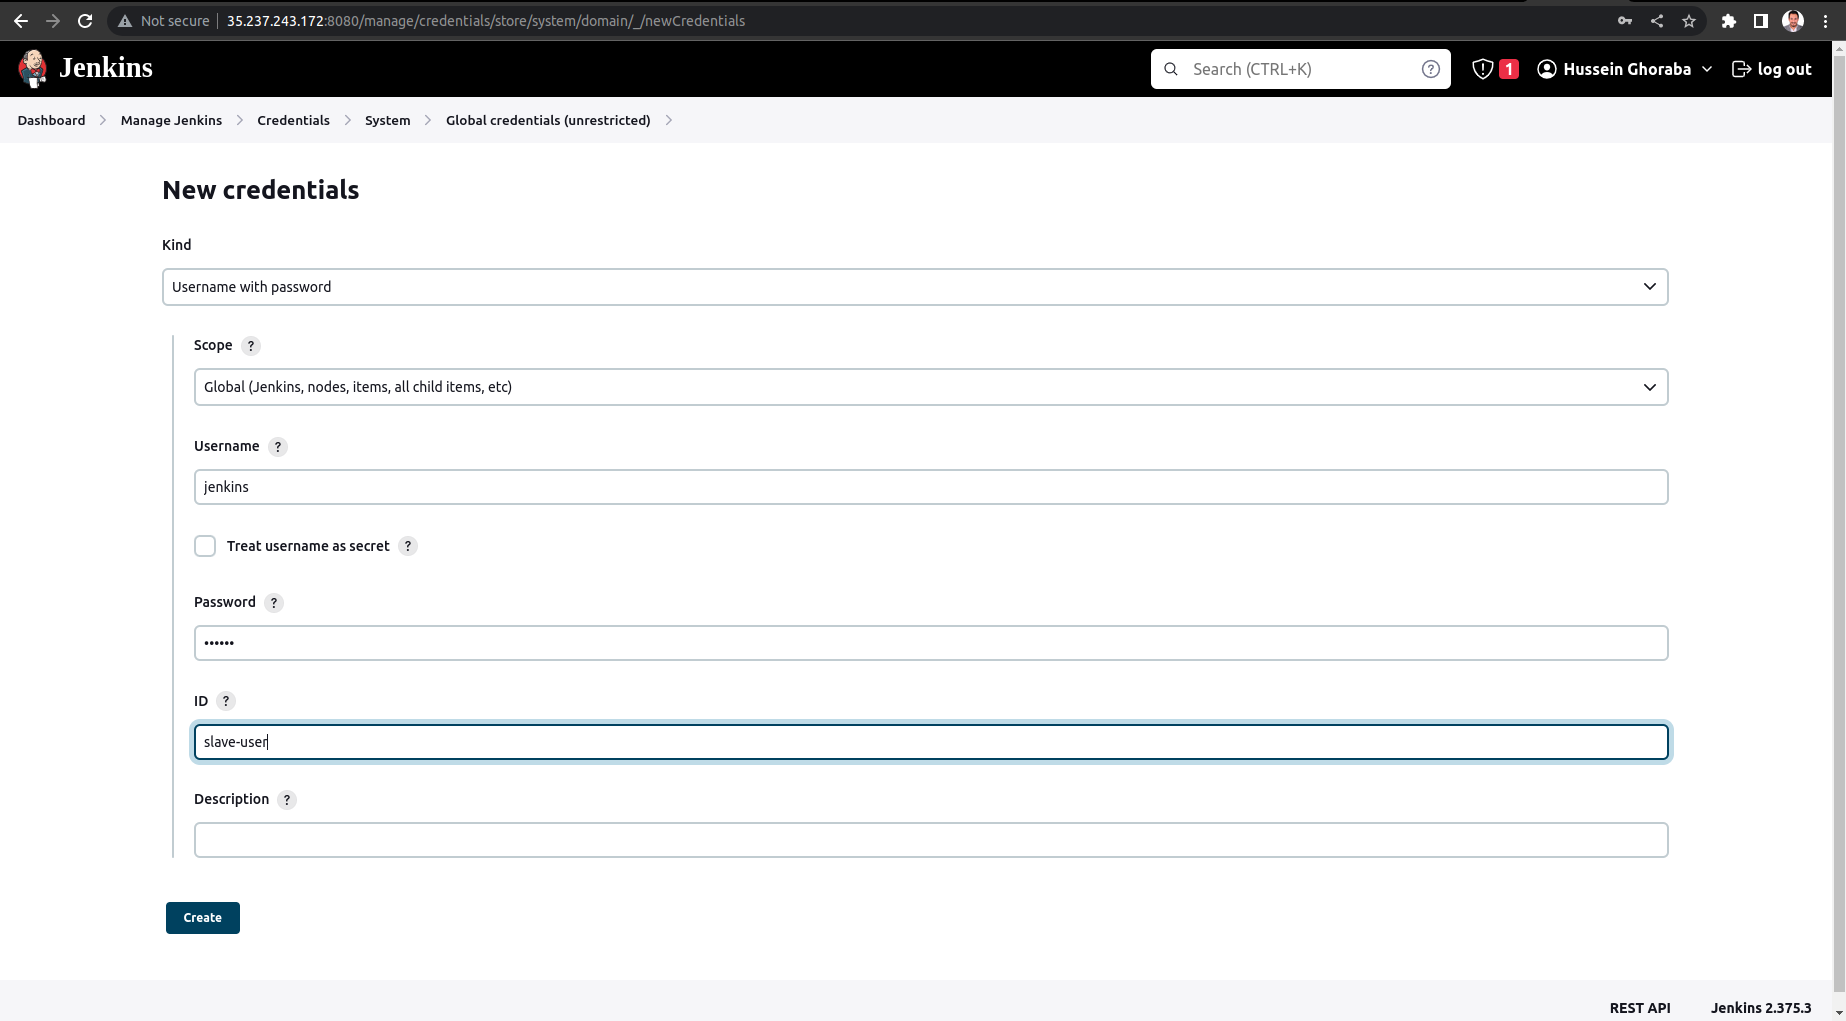 Not secure 35.237.243.172:8080/manage/credentials/store/system/domain/_/newCredentials
Jenkins
Search (CTRL+K) ?
1
Hussein Ghoraba
log out
Dashboard Manage Jenkins Credentials System Global credentials (unrestricted)
New credentials
Kind
Username with password
Scope ?
Global (Jenkins, nodes, items, all child items, etc)
Username ?
jenkins
Treat username as secret ?
Password ?
••••••
ID ?
slave-user
Description ?
Create
REST API Jenkins 2.375.3